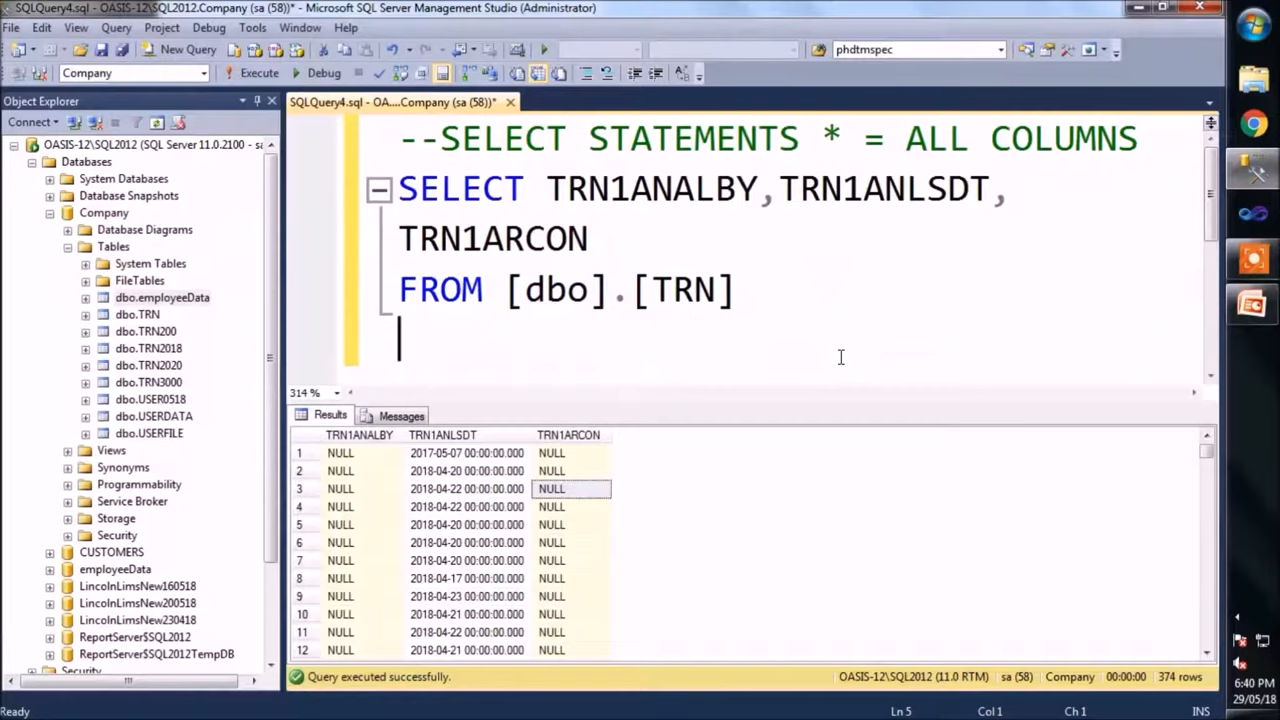 SQLQuery4.sql - OASIS-12\SQL2012.Company (sa (58))* - Microsoft SQL Server Management Studio (Administrator)
File Edit View Query Project Debug Tools Window Help
New Query phdtmspec
Company Execute Debug
Object Explorer
SQLQuery4.sql - OA....Company (sa (58))*
Connect
OASIS-12\SQL2012 (SQL Server 11.0.2100 - sa
Databases
System Databases
Database Snapshots
Company
Database Diagrams
Tables
System Tables
FileTables
dbo.employeeData
dbo.TRN
dbo.TRN200
dbo.TRN2018
dbo.TRN2020
dbo.TRN3000
dbo.USER0518
dbo.USERDATA
dbo.USERFILE
Views
Synonyms
Programmability
Service Broker
Storage
Security
CUSTOMERS
employeeData
LincolnLimsNew160518
LincolnLimsNew200518
LincolnLimsNew230418
ReportServer$SQL2012
ReportServer$SQL2012TempDB
Security
--SELECT STATEMENTS * = ALL COLUMNS
SELECT TRN1ANALBY,TRN1ANLSDT,
TRN1ARCON
FROM [dbo].[TRN]
314 %
Results Messages
TRN1ANALBY TRN1ANLSDT TRN1ARCON
1 NULL 2017-05-07 00:00:00.000 NULL
2 NULL 2018-04-20 00:00:00.000 NULL
3 NULL 2018-04-22 00:00:00.000 NULL
4 NULL 2018-04-22 00:00:00.000 NULL
5 NULL 2018-04-20 00:00:00.000 NULL
6 NULL 2018-04-20 00:00:00.000 NULL
7 NULL 2018-04-20 00:00:00.000 NULL
8 NULL 2018-04-17 00:00:00.000 NULL
9 NULL 2018-04-23 00:00:00.000 NULL
10 NULL 2018-04-21 00:00:00.000 NULL
11 NULL 2018-04-22 00:00:00.000 NULL
12 NULL 2018-04-21 00:00:00.000 NULL
Query executed successfully. OASIS-12\SQL2012 (11.0 RTM) sa (58) Company 00:00:00 374 rows
Ready Ln 5 Col 1 Ch 1 INS
6:40 PM
29/05/18